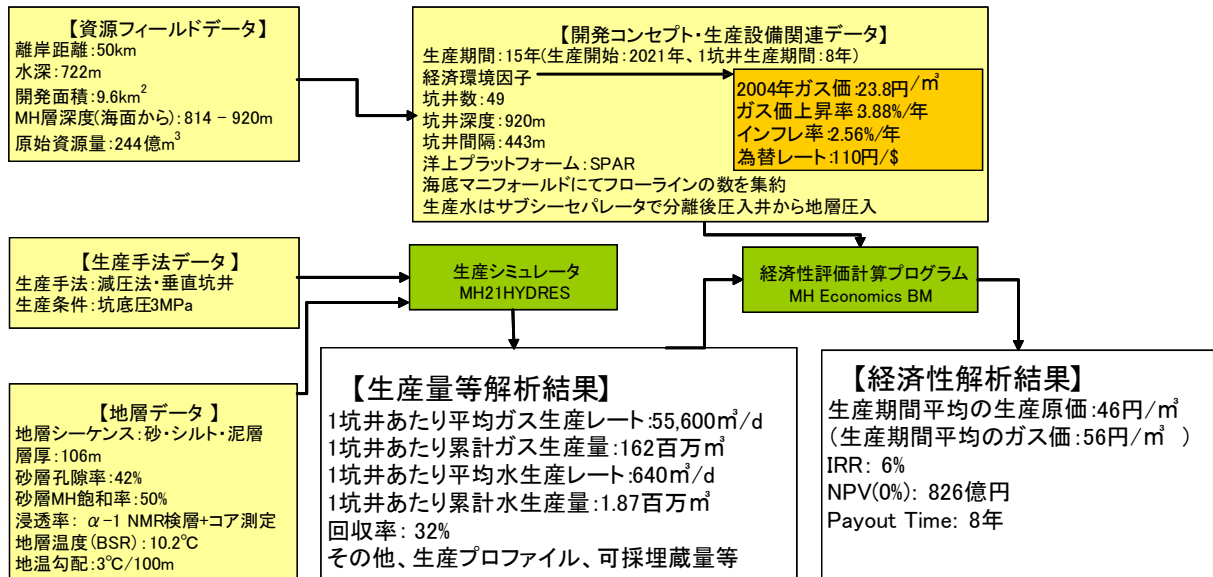 【資源フィールドデータ】
離岸距離:50km
水深:722m
開発面積:9.6km²
MH層深度(海面から):814 – 920m
原始資源量:244億m³
【開発コンセプト・生産設備関連データ】
生産期間:15年(生産開始:2021年、1坑井生産期間:8年)
経済環境因子
坑井数:49
坑井深度:920m
坑井間隔:443m
洋上プラットフォーム:SPAR
海底マニフォールドにてフローラインの数を集約
生産水はサブシーセパレータで分離後圧入井から地層圧入
2004年ガス価:23.8円/㎥
ガス価上昇率3.88%/年
インフレ率:2.56%/年
為替レート:110円/$
【生産手法データ】
生産手法:減圧法・垂直坑井
生産条件:坑底圧3MPa
生産シミュレータ
MH21HYDRES
経済性評価計算プログラム
MH Economics BM
【地層データ 】
地層シーケンス:砂・シルト・泥層
層厚:106m
砂層孔隙率:42%
砂層MH飽和率:50%
浸透率: α-1 NMR検層+コア測定
地層温度(BSR):10.2℃
地温勾配:3℃/100m
【生産量等解析結果】
1坑井あたり平均ガス生産レート:55,600㎥/d
1坑井あたり累計ガス生産量:162百万㎥
1坑井あたり平均水生産レート:640㎥/d
1坑井あたり累計水生産量:1.87百万㎥
回収率: 32%
その他、生産プロファイル、可採埋蔵量等
【経済性解析結果】
生産期間平均の生産原価:46円/㎥
(生産期間平均のガス価:56円/㎥ )
IRR: 6%
NPV(0%): 826億円
Payout Time: 8年